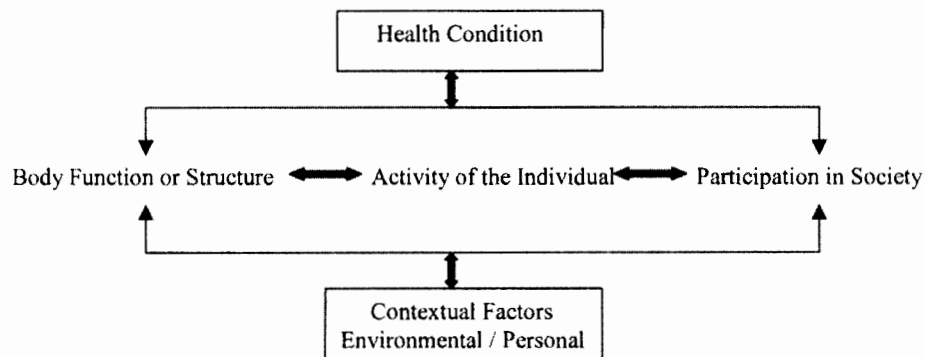 Health Condition
Body Function or Structure Activity of the Individual Participation in Society
Contextual Factors
Environmental / Personal